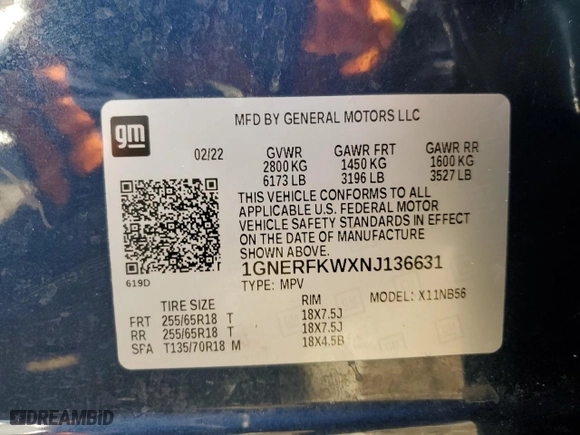 gm
MFD BY GENERAL MOTORS LLC
02/22 GVWR GAWR FRT GAWR RR
2800 KG 1450 KG 1600 KG
6173 LB 3196 LB 3527 LB
THIS VEHICLE CONFORMS TO ALL
APPLICABLE U.S. FEDERAL MOTOR
VEHICLE SAFETY STANDARDS IN EFFECT
ON THE DATE OF MANUFACTURE
SHOWN ABOVE.
619D
1GNERFKWXNJ136631
TYPE: MPV MODEL: X11NB56
TIRE SIZE RIM
FRT 255/65R18 T 18X7.5J
RR 255/65R18 T 18X7.5J
SPA T135/70R18 M 18X4.5B
DREAMBID